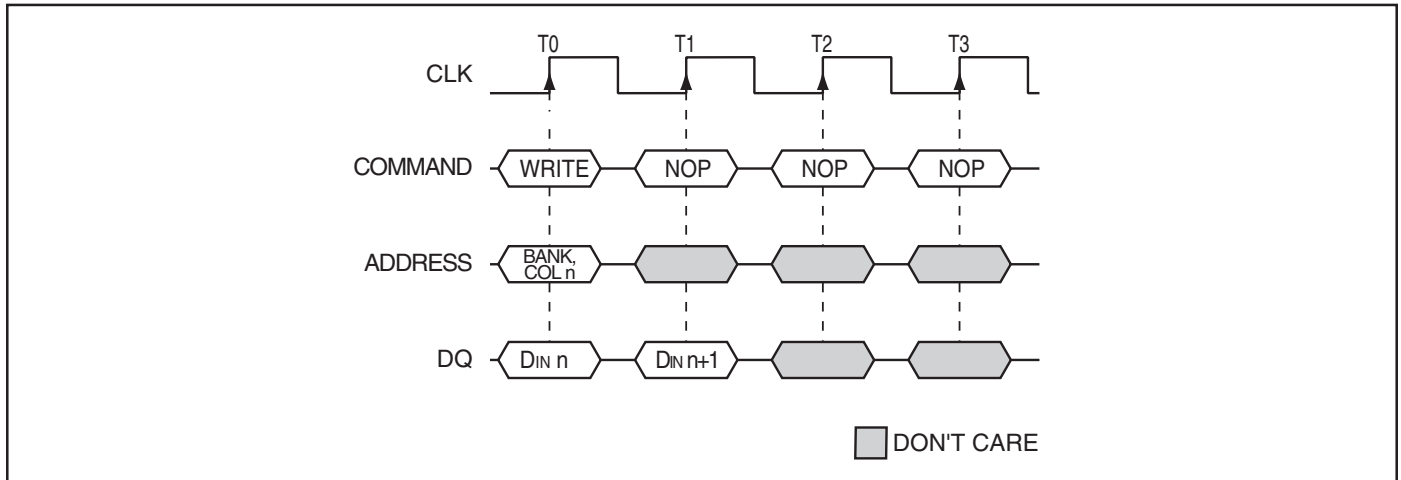 T0 T1 T2 T3
CLK
COMMAND WRITE NOP NOP NOP
ADDRESS BANK,
COL n
DQ DIN n DIN n+1
DON'T CARE